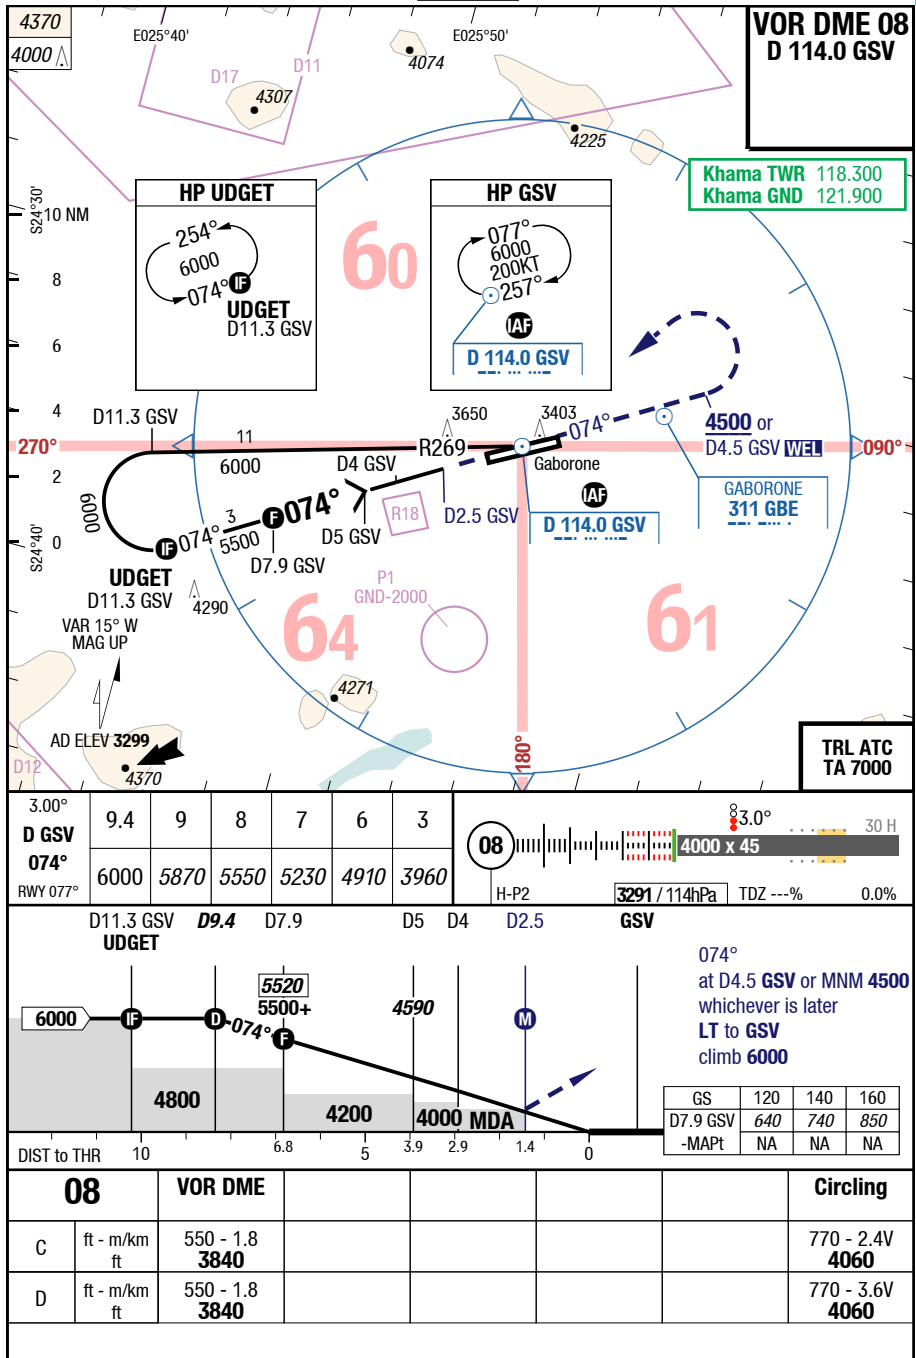 4370
4000
E025°40'
E025°50'
VOR DME 08
D 114.0 GSV
D17
D11
4307
4074
4225
Khama TWR 118.300
Khama GND 121.900
S24°30'
10 NM
8
6
4
2
0
S24°40'
HP UDGET
254°
6000
074°
IF
UDGET
D11.3 GSV
HP GSV
077°
6000
200KT
257°
IAF
D 114.0 GSV
60
D11.3 GSV
3650
3403
074°
4500 or
D4.5 GSV WEL
270°
11
6000
R269
090°
D4 GSV
Gaborone
6000
IF
074°
3
5500
F
074°
R18
D2.5 GSV
IAF
D 114.0 GSV
GABORONE
311 GBE
D5 GSV
D7.9 GSV
UDGET
D11.3 GSV
4290
P1
GND-2000
VAR 15° W
MAG UP
64
61
4271
AD ELEV 3299
D12
4370
180°
TRL ATC
TA 7000
3.00°
D GSV
074°
RWY 077°
9.4 9 8 7 6 3
6000 5870 5550 5230 4910 3960
08
3.0°
30 H
4000 x 45
H-P2
3291 / 114hPa
TDZ ---%
0.0%
D11.3 GSV D9.4 D7.9 D5 D4 D2.5 GSV
UDGET
074°
at D4.5 GSV or MNM 4500
whichever is later
LT to GSV
climb 6000
5520
5500+
4590
6000
IF
D
074°
F
M
4800
4200
4000 MDA
GS 120 140 160
D7.9 GSV 640 740 850
-MAPt NA NA NA
DIST to THR 10 6.8 5 3.9 2.9 1.4 0
08 VOR DME Circling
C ft - m/km 550 - 1.8 770 - 2.4V
ft 3840 4060
D ft - m/km 550 - 1.8 770 - 3.6V
ft 3840 4060